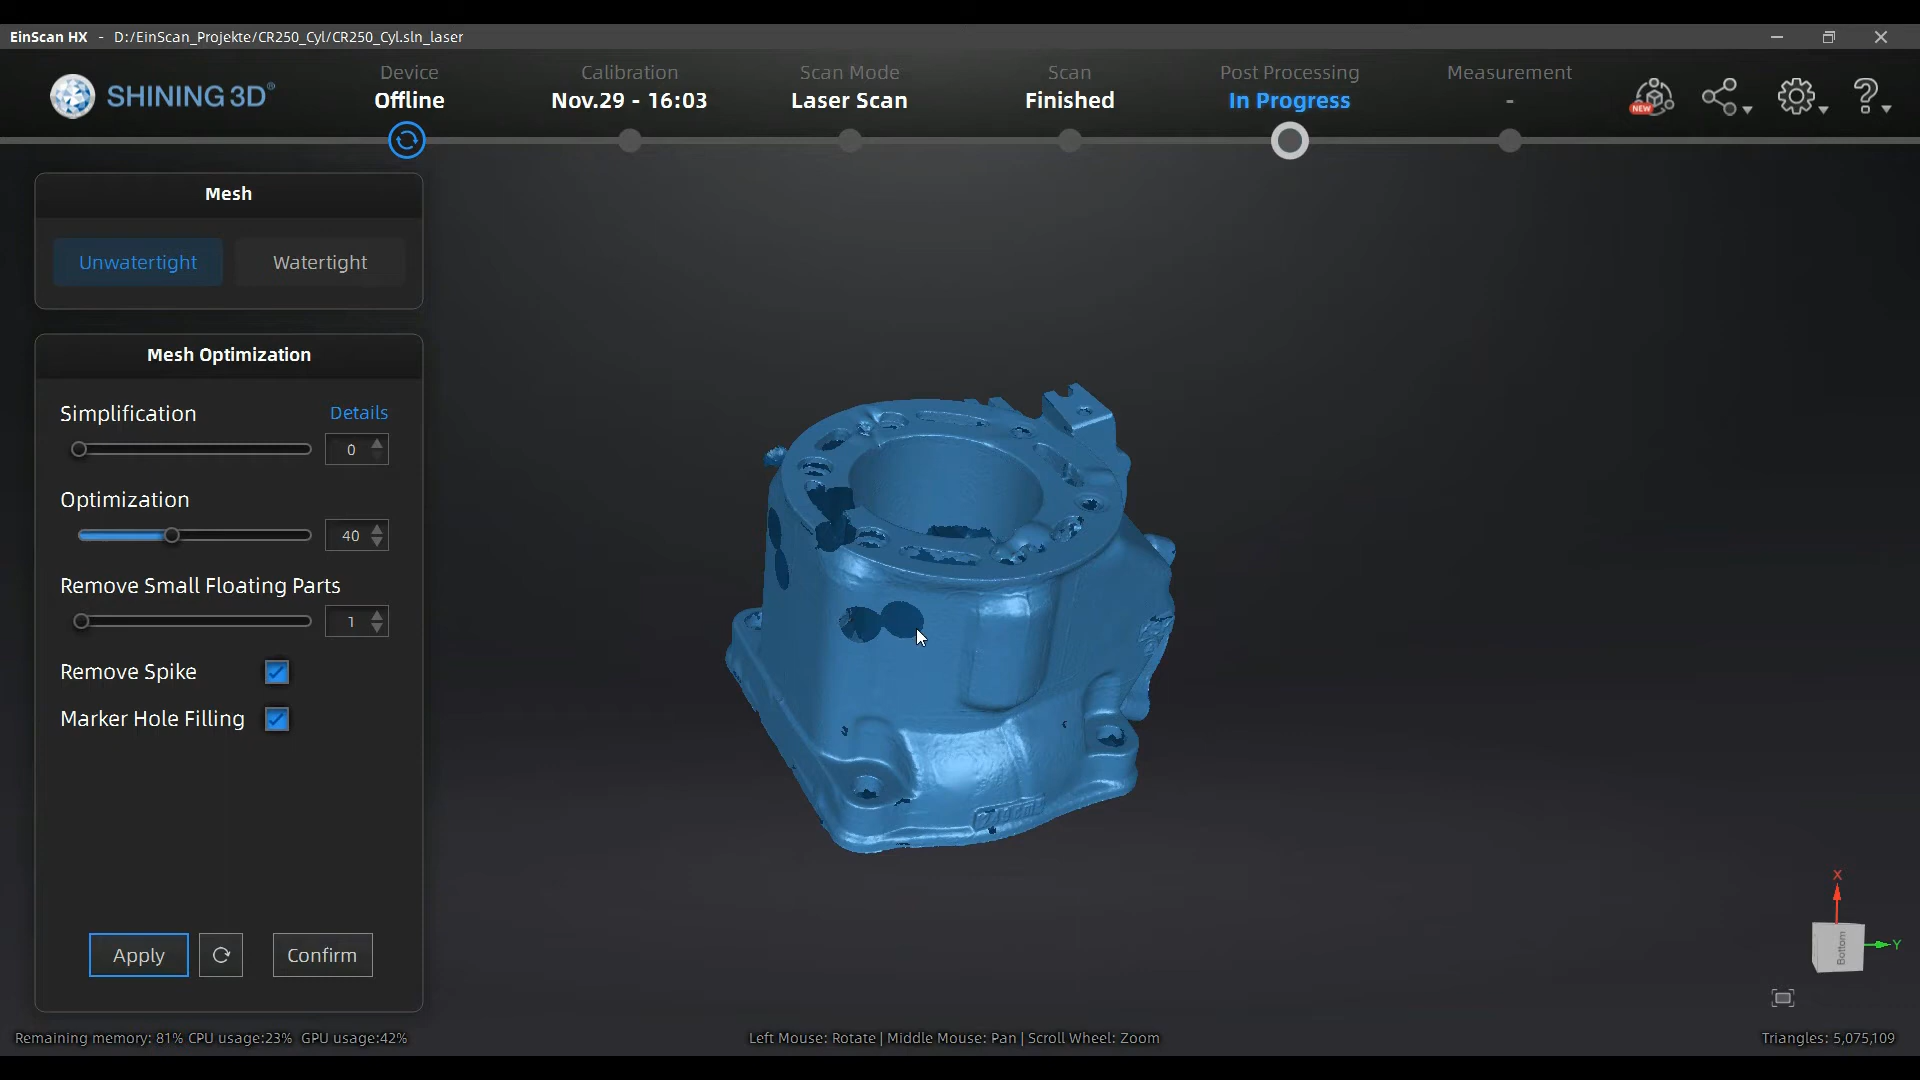 EinScan HX - D:/EinScan_Projekte/CR250_Cyl/CR250_Cyl.sln_laser
SHINING 3D®
Device
Offline
Calibration
Nov.29 - 16:03
Scan Mode
Laser Scan
Scan
Finished
Post Processing
In Progress
Measurement
-
NEW
?
Mesh
Unwatertight
Watertight
Mesh Optimization
Simplification
Details
0
Optimization
40
Remove Small Floating Parts
1
Remove Spike
Marker Hole Filling
Apply
Confirm
X
Y
Bottom
Remaining memory: 81% CPU usage:23% GPU usage:42%
Left Mouse: Rotate | Middle Mouse: Pan | Scroll Wheel: Zoom
Triangles: 5,075,109